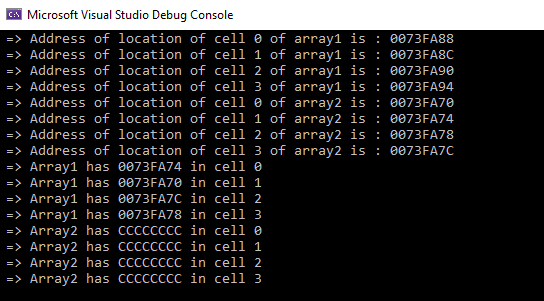 Microsoft Visual Studio Debug Console
=> Address of location of cell 0 of array1 is : 0073FA88
=> Address of location of cell 1 of array1 is : 0073FA8C
=> Address of location of cell 2 of array1 is : 0073FA90
=> Address of location of cell 3 of array1 is : 0073FA94
=> Address of location of cell 0 of array2 is : 0073FA70
=> Address of location of cell 1 of array2 is : 0073FA74
=> Address of location of cell 2 of array2 is : 0073FA78
=> Address of location of cell 3 of array2 is : 0073FA7C
=> Array1 has 0073FA74 in cell 0
=> Array1 has 0073FA70 in cell 1
=> Array1 has 0073FA7C in cell 2
=> Array1 has 0073FA78 in cell 3
=> Array2 has CCCCCCCC in cell 0
=> Array2 has CCCCCCCC in cell 1
=> Array2 has CCCCCCCC in cell 2
=> Array2 has CCCCCCCC in cell 3